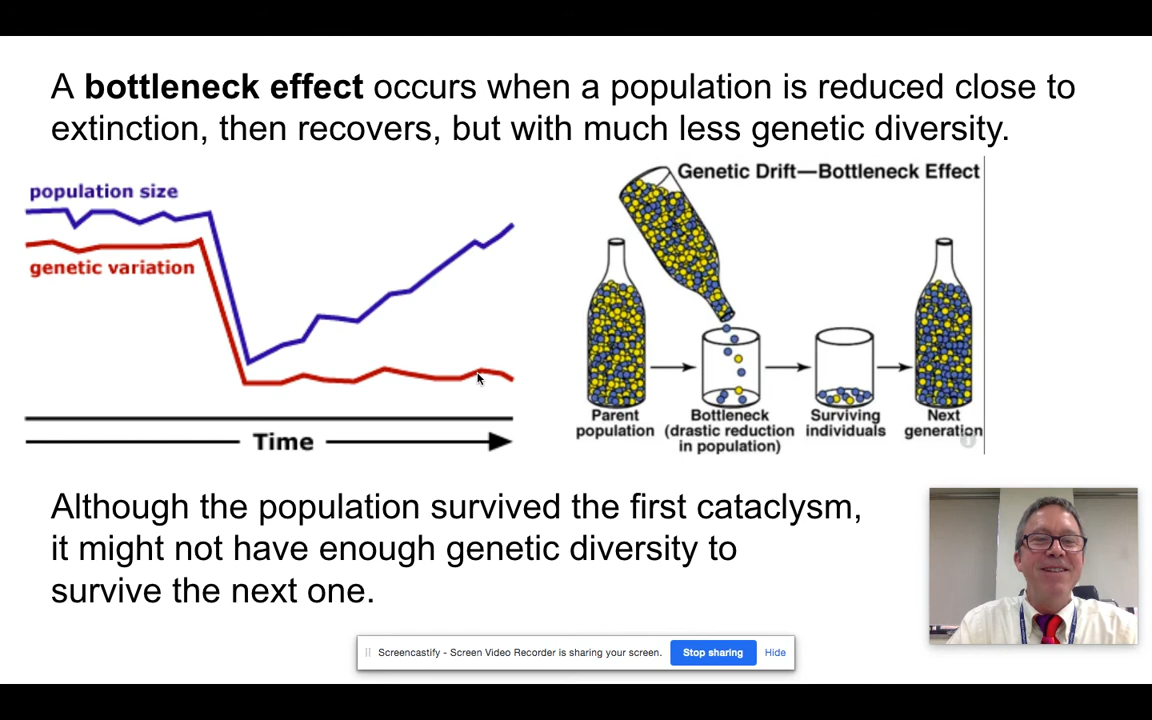 A bottleneck effect occurs when a population is reduced close to
extinction, then recovers, but with much less genetic diversity.
population size
genetic variation
Time
Genetic Drift—Bottleneck Effect
Parent
population
Bottleneck
(drastic reduction
in population)
Surviving
individuals
Next
generation
Although the population survived the first cataclysm,
it might not have enough genetic diversity to
survive the next one.
Screencastify - Screen Video Recorder is sharing your screen.
Stop sharing
Hide